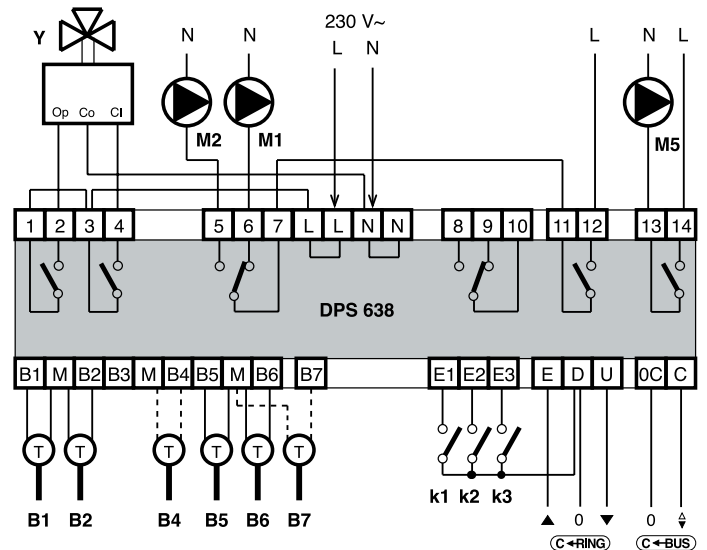 230 V~
Y N N L N L N L
Op Co Cl
M2 M1 M5
1 2 3 4 5 6 7 L L N N 8 9 10 11 12 13 14
DPS 638
B1 M B2 B3 M B4 B5 M B6 B7 E1 E2 E3 E D U 0C C
T T T T T T
k1 k2 k3
B1 B2 B4 B5 B6 B7 0 0
C RING C BUS